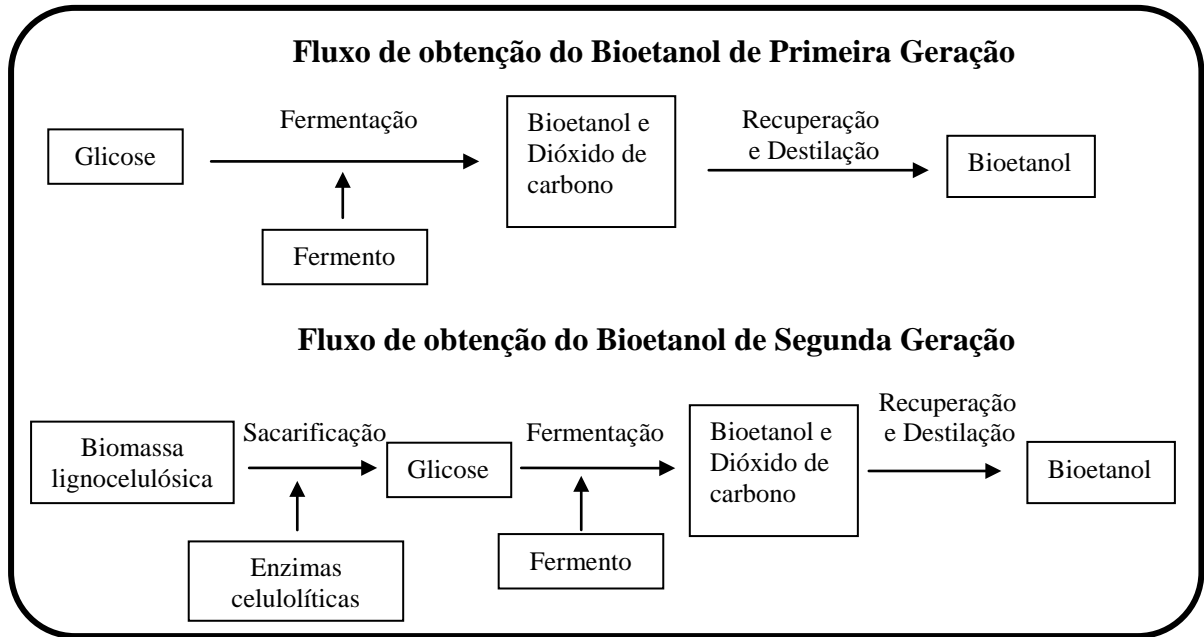 Fluxo de obtenção do Bioetanol de Primeira Geração
Glicose
Fermentação
Fermento
Bioetanol e
Dióxido de
carbono
Recuperação
e Destilação
Bioetanol
Fluxo de obtenção do Bioetanol de Segunda Geração
Biomassa
lignocelulósica
Sacarificação
Enzimas
celulolíticas
Glicose
Fermentação
Fermento
Bioetanol e
Dióxido de
carbono
Recuperação
e Destilação
Bioetanol